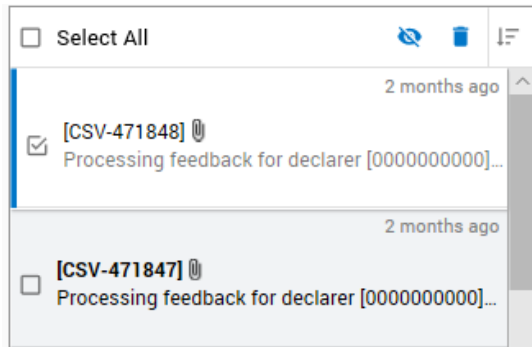 Select All
2 months ago
[CSV-471848]
Processing feedback for declarer [0000000000]...
2 months ago
[CSV-471847]
Processing feedback for declarer [0000000000]...